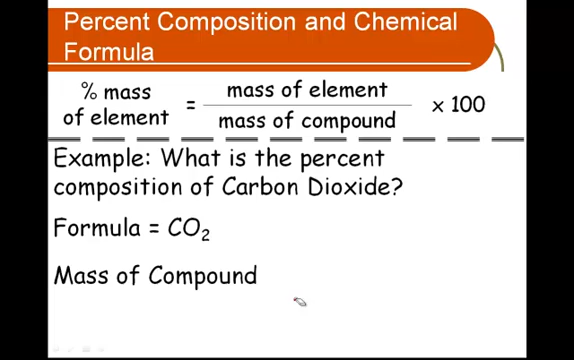 Percent Composition and Chemical
Formula
% mass
of element = mass of element / mass of compound x 100
Example: What is the percent
composition of Carbon Dioxide?
Formula = CO₂
Mass of Compound